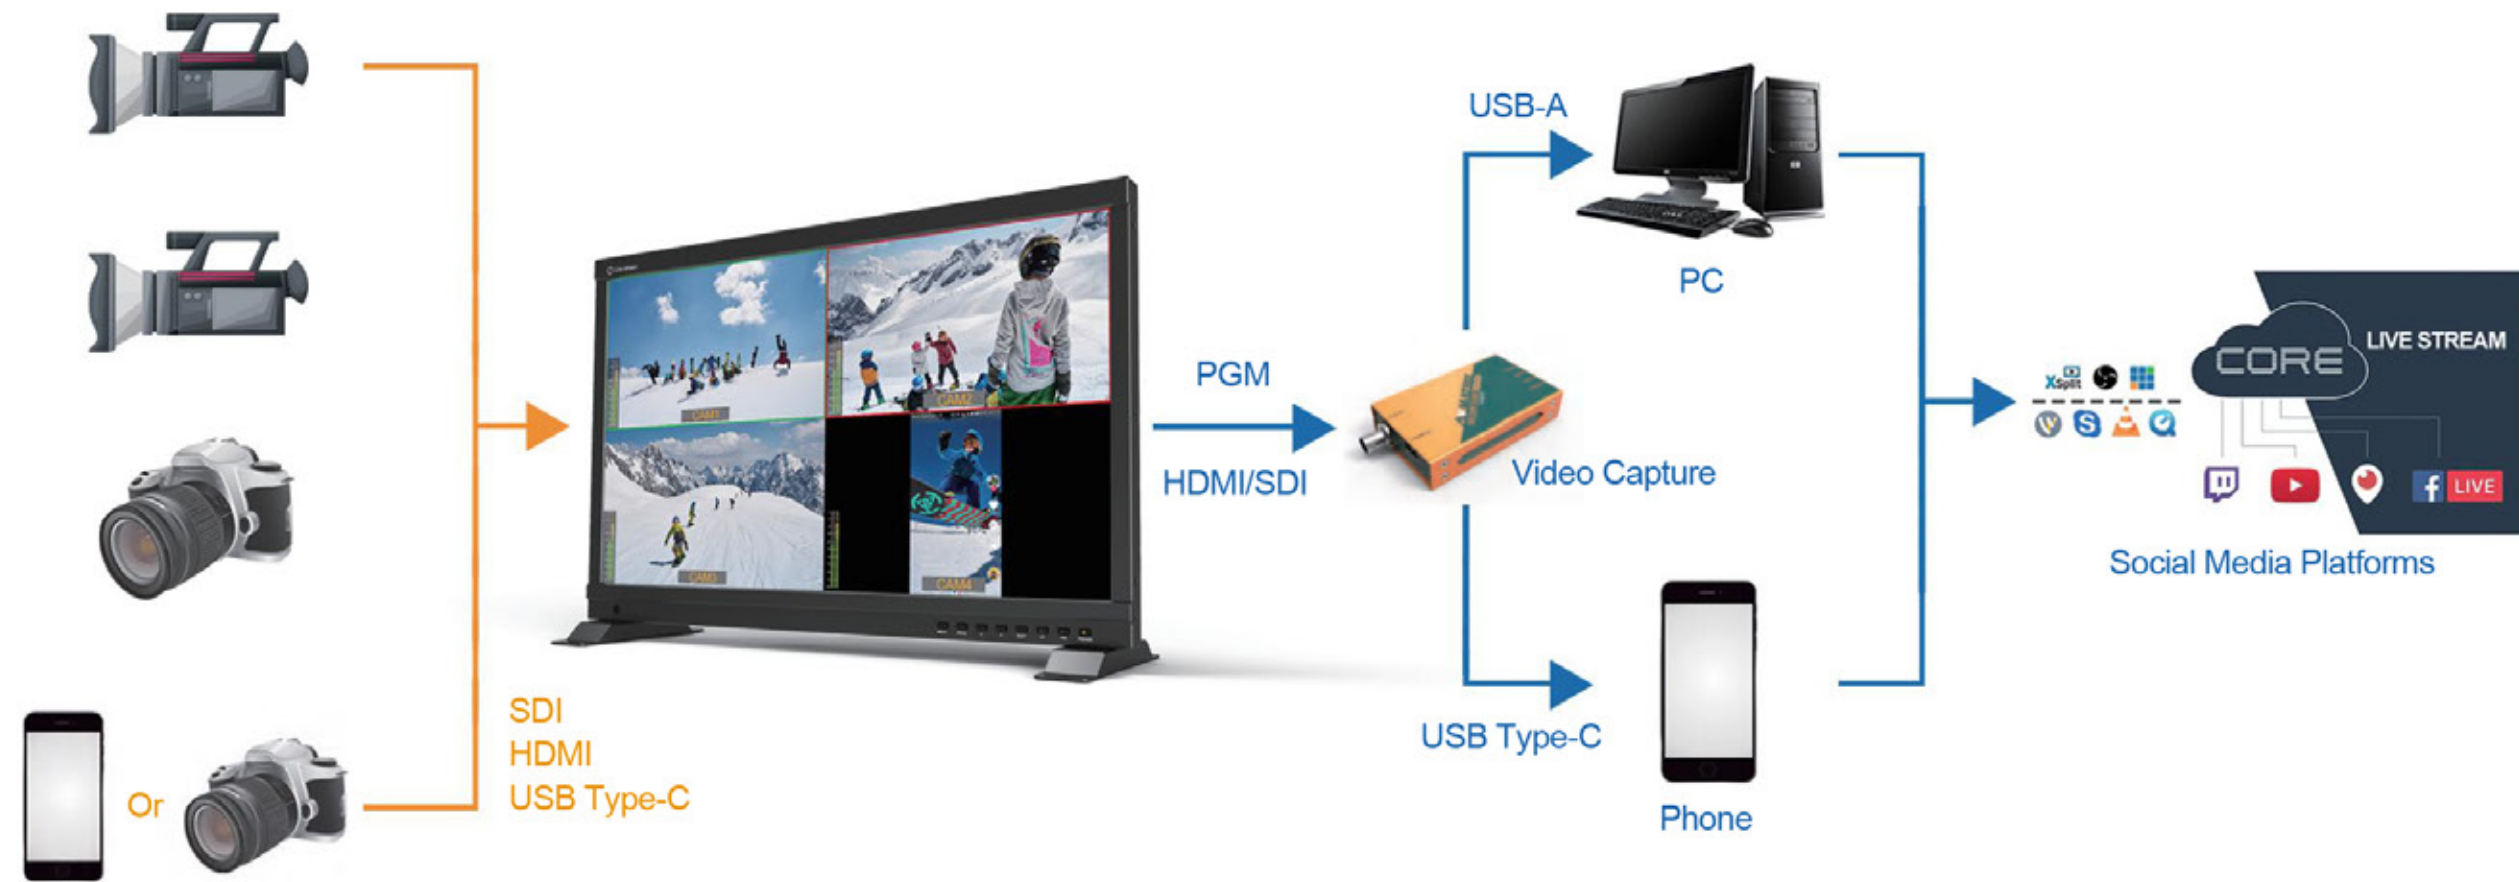 SDI
HDMI
USB Type-C
Or
CAM1
CAM2
CAM3
CAM4
PGM
HDMI/SDI
USB-A
PC
Video Capture
USB Type-C
Phone
XSplit
CORE
LIVE STREAM
LIVE
Social Media Platforms